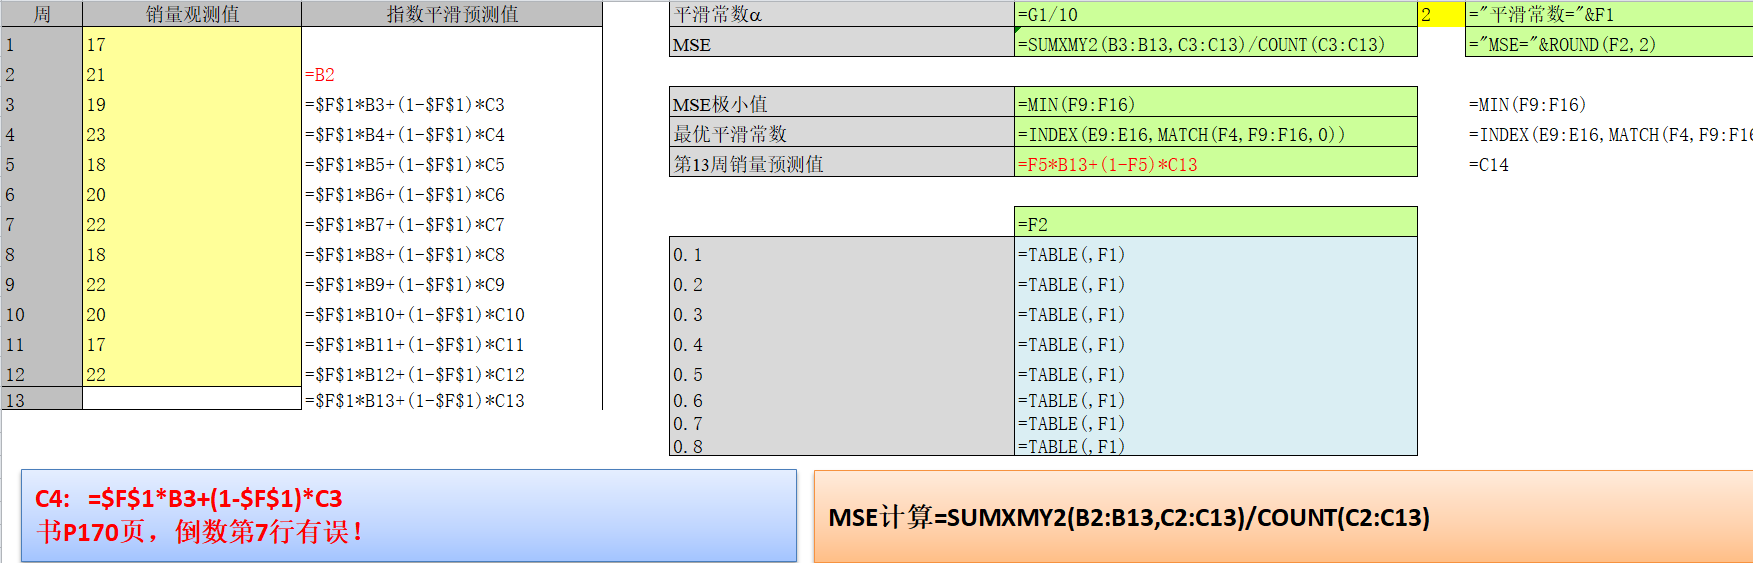 周 销量观测值 指数平滑预测值 平滑常数α =G1/10 2 ="平滑常数="&F1
1 17 MSE =SUMXMY2(B3:B13,C3:C13)/COUNT(C3:C13) ="MSE="&ROUND(F2,2)
2 21 =B2
3 19 =$F$1*B3+(1-$F$1)*C3 MSE极小值 =MIN(F9:F16) =MIN(F9:F16)
4 23 =$F$1*B4+(1-$F$1)*C4 最优平滑常数 =INDEX(E9:E16,MATCH(F4,F9:F16,0)) =INDEX(E9:E16,MATCH(F4,F9:F16
5 18 =$F$1*B5+(1-$F$1)*C5 第13周销量预测值 =F5*B13+(1-F5)*C13 =C14
6 20 =$F$1*B6+(1-$F$1)*C6
7 22 =$F$1*B7+(1-$F$1)*C7 =F2
8 18 =$F$1*B8+(1-$F$1)*C8 0.1 =TABLE(,F1)
9 22 =$F$1*B9+(1-$F$1)*C9 0.2 =TABLE(,F1)
10 20 =$F$1*B10+(1-$F$1)*C10 0.3 =TABLE(,F1)
11 17 =$F$1*B11+(1-$F$1)*C11 0.4 =TABLE(,F1)
12 22 =$F$1*B12+(1-$F$1)*C12 0.5 =TABLE(,F1)
13 =$F$1*B13+(1-$F$1)*C13 0.6 =TABLE(,F1)
0.7 =TABLE(,F1)
0.8 =TABLE(,F1)
C4: =$F$1*B3+(1-$F$1)*C3
书P170页，倒数第7行有误！
MSE计算=SUMXMY2(B2:B13,C2:C13)/COUNT(C2:C13)